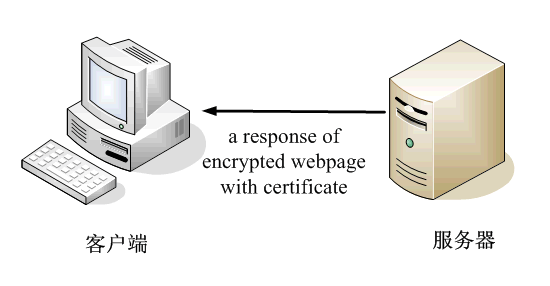 a response of
encrypted webpage
with certificate
客户端
服务器